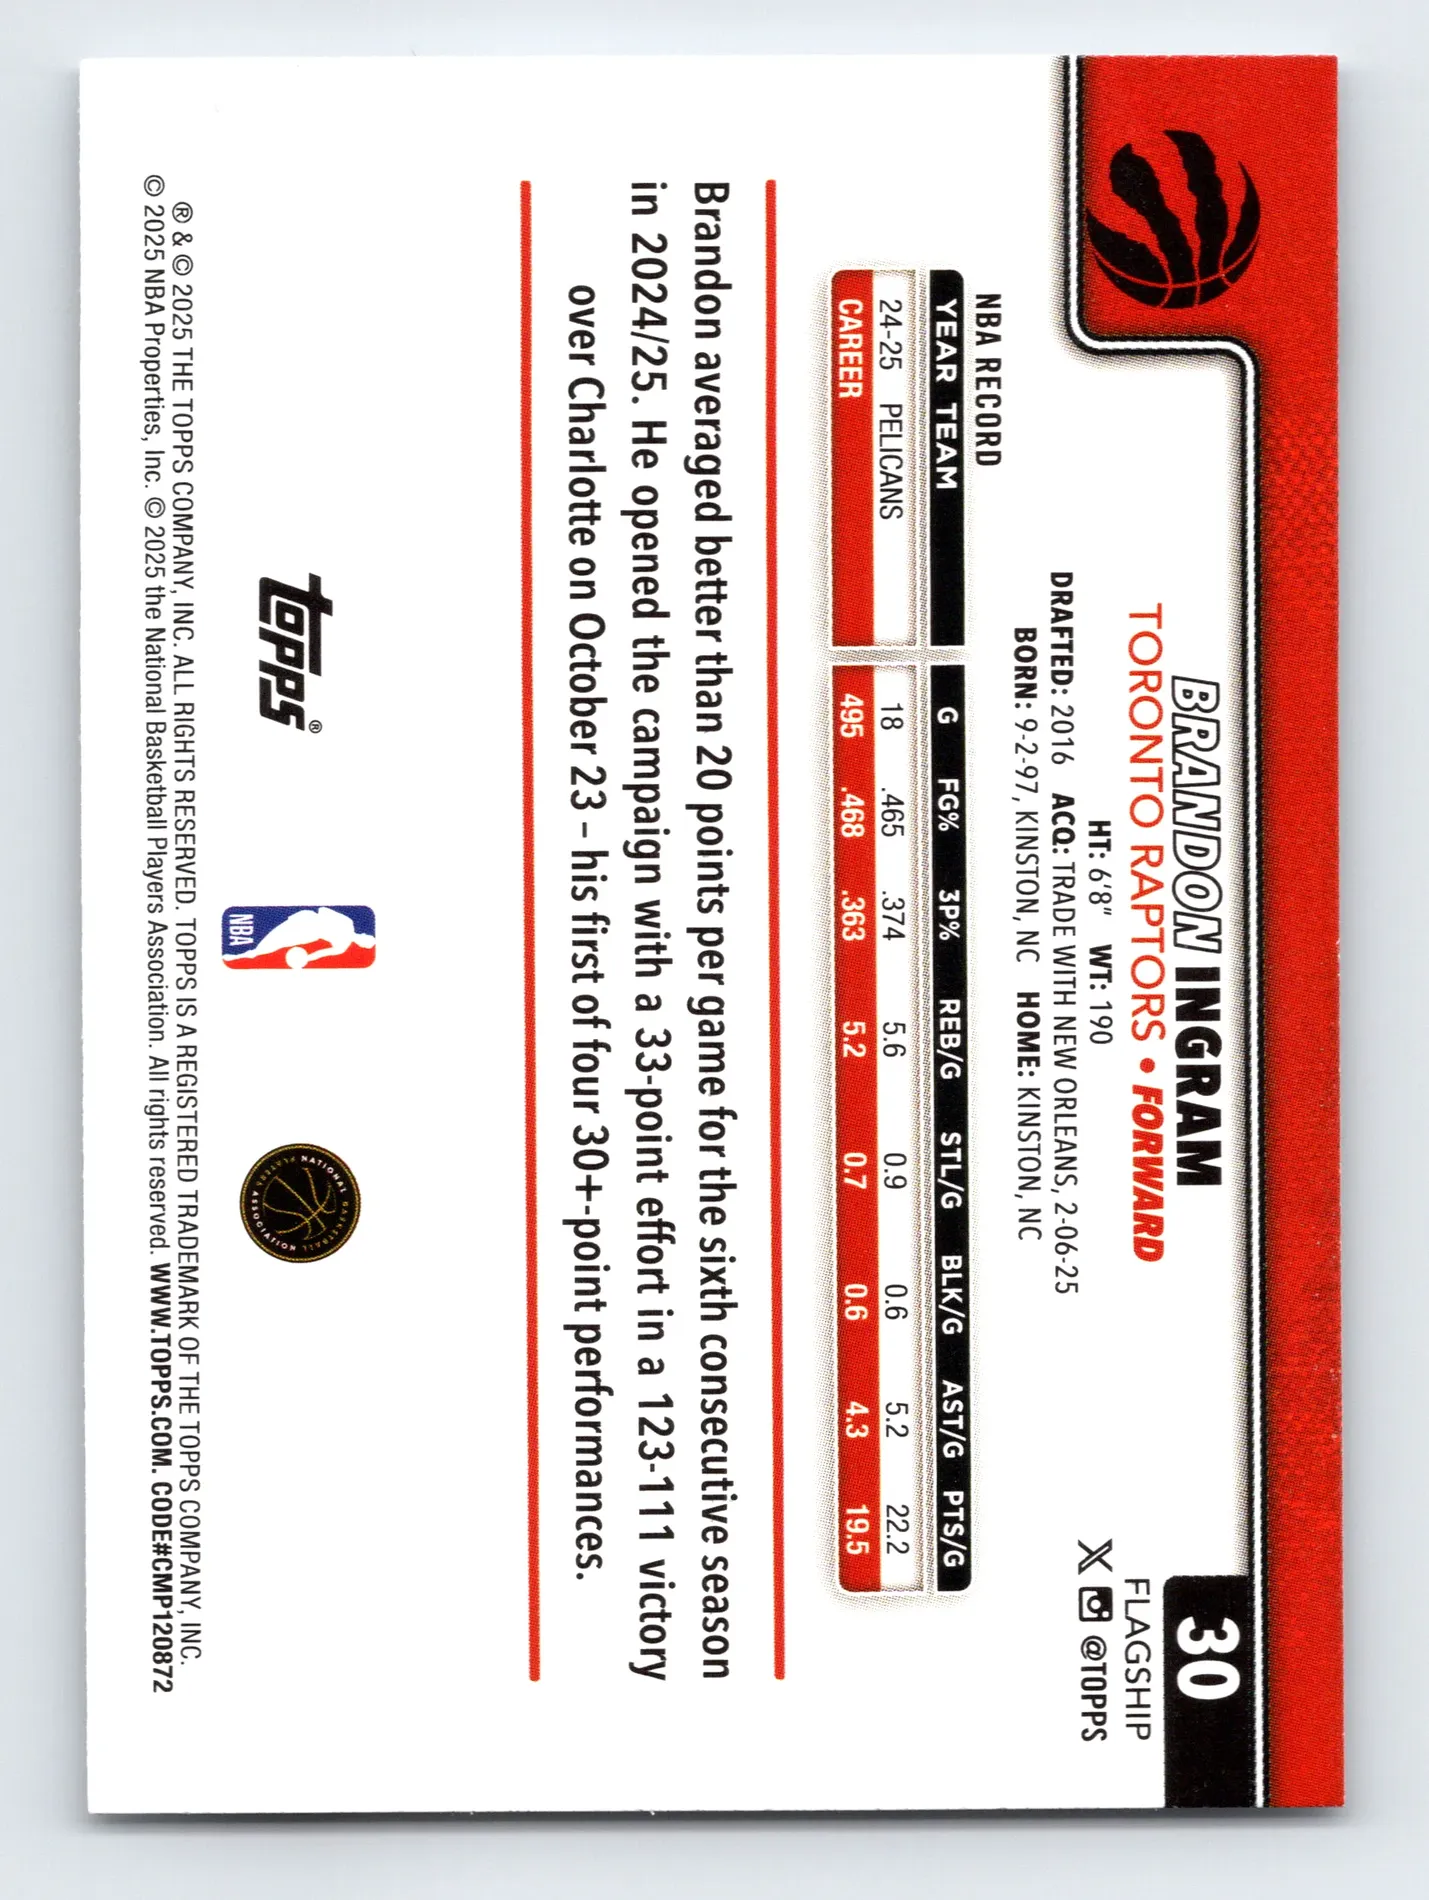 30
BRANDON INGRAM
FLAGSHIP
TORONTO RAPTORS • FORWARD
@TOPPS
HT: 6'8" WT: 190
DRAFTED: 2016 ACQ: TRADE WITH NEW ORLEANS, 2-06-25
BORN: 9-2-97, KINSTON, NC HOME: KINSTON, NC
NBA RECORD
YEAR TEAM G FG% 3P% REB/G STL/G BLK/G AST/G PTS/G
24-25 PELICANS 18 .465 .374 5.6 0.9 0.6 5.2 22.2
CAREER 495 .468 .363 5.2 0.7 0.6 4.3 19.5
Brandon averaged better than 20 points per game for the sixth consecutive season
in 2024/25. He opened the campaign with a 33-point effort in a 123-111 victory
over Charlotte on October 23 – his first of four 30+-point performances.
topps®
NBA
NATIONAL BASKETBALL PLAYERS ASSOCIATION
® & © 2025 THE TOPPS COMPANY, INC. ALL RIGHTS RESERVED. TOPPS IS A REGISTERED TRADEMARK OF THE TOPPS COMPANY, INC.
© 2025 NBA Properties, Inc. © 2025 the National Basketball Players Association. All rights reserved. WWW.TOPPS.COM. CODE#CMP120872